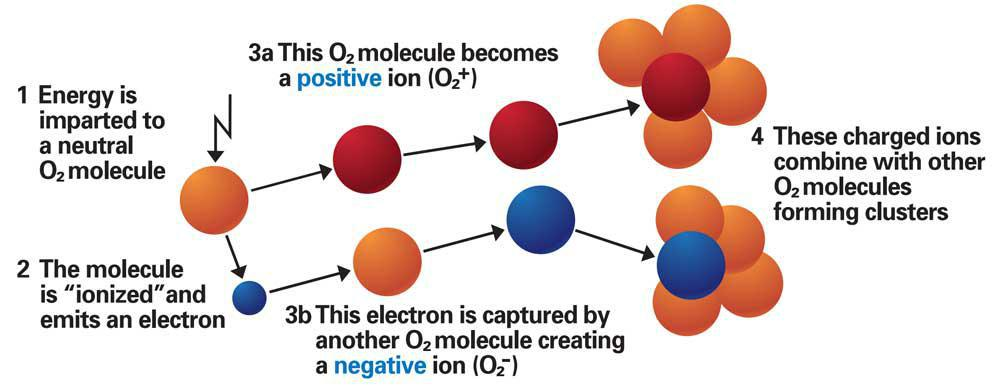 1 Energy is
imparted to
a neutral
O₂ molecule
2 The molecule
is "ionized" and
emits an electron
3a This O₂ molecule becomes
a positive ion (O₂⁺)
3b This electron is captured by
another O₂ molecule creating
a negative ion (O₂⁻)
4 These charged ions
combine with other
O₂ molecules
forming clusters